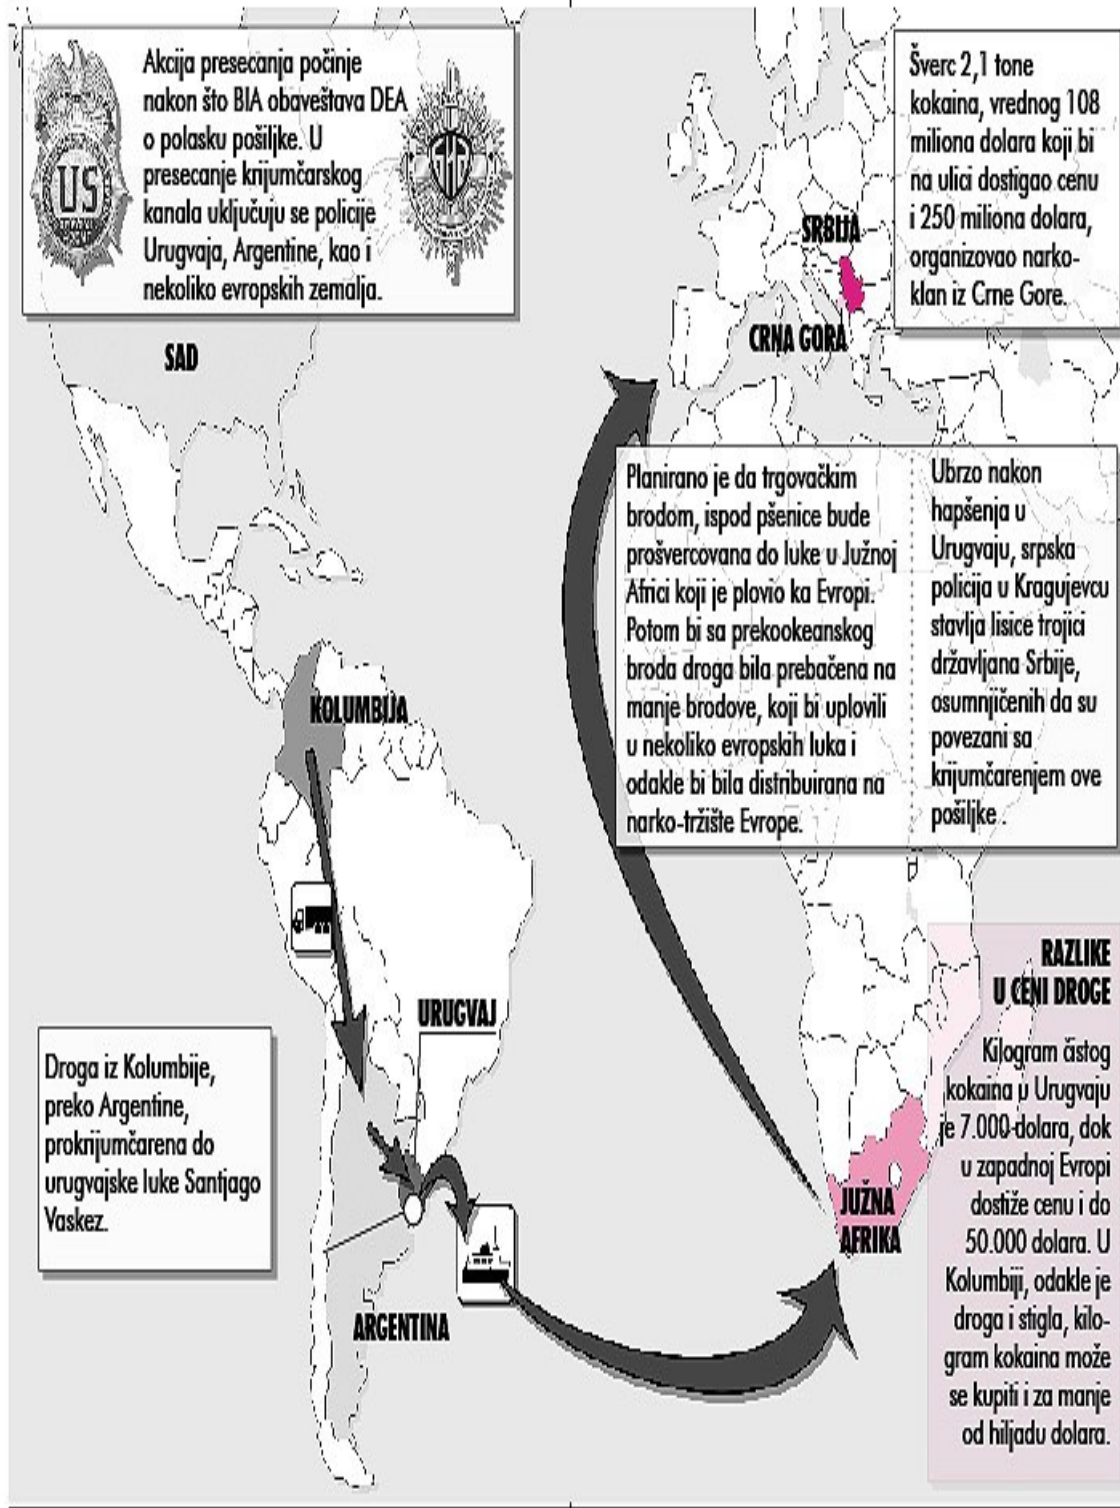 Akcija presecanja počinje
nakon što BIA obaveštava DEA
o polasku pošiljke. U
presecanje krijumčarskog
kanala uključuju se policije
Urugvaja, Argentine, kao i
nekoliko evropskih zemalja.
US
Šverc 2,1 tone
kokaina, vrednog 108
miliona dolara koji bi
na ulici dostigao cenu
i 250 miliona dolara,
organizovao narko-
klan iz Crne Gore.
SRBIJA
CRNA GORA
SAD
Planirano je da trgovačkim
brodom, ispod pšenice bude
prošvercovana do luke u Južnoj
Africi koji je plovio ka Evropi.
Potom bi sa prekookeanskog
broda droga bila prebačena na
manje brodove, koji bi uplovili
u nekoliko evropskih luka i
odakle bi bila distribuirana na
narko-tržište Evrope.
Ubrzo nakon
hapšenja u
Urugvaju, srpska
policija u Kragujevcu
stavlja lisice trojici
državljana Srbije,
osumnjičenih da su
povezani sa
krijumčarenjem ove
pošiljke .
KOLUMBIJA
URUGVAJ
Droga iz Kolumbije,
preko Argentine,
prokrijumčarena do
urugvajske luke Santjago
Vaskez.
ARGENTINA
JUŽNA
AFRIKA
RAZLIKE
U CENI DROGE
Kilogram čistog
kokaina u Urugvaju
je 7.000 dolara, dok
u zapadnoj Evropi
dostiže cenu i do
50.000 dolara. U
Kolumbiji, odakle je
droga i stigla, kilo-
gram kokaina može
se kupiti i za manje
od hiljadu dolara.